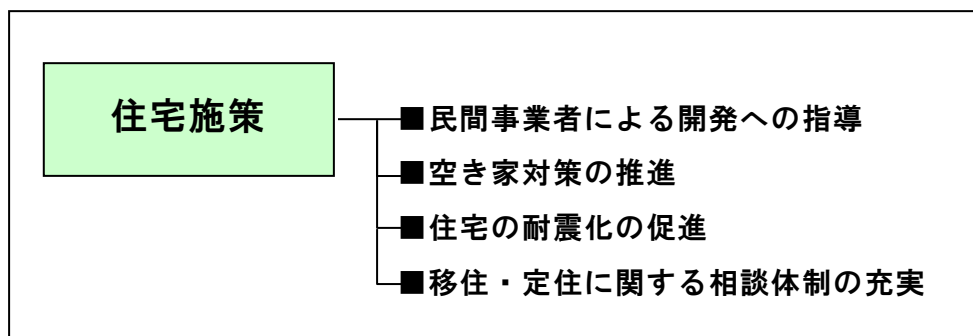 住宅施策
■民間事業者による開発への指導
■空き家対策の推進
■住宅の耐震化の促進
■移住・定住に関する相談体制の充実